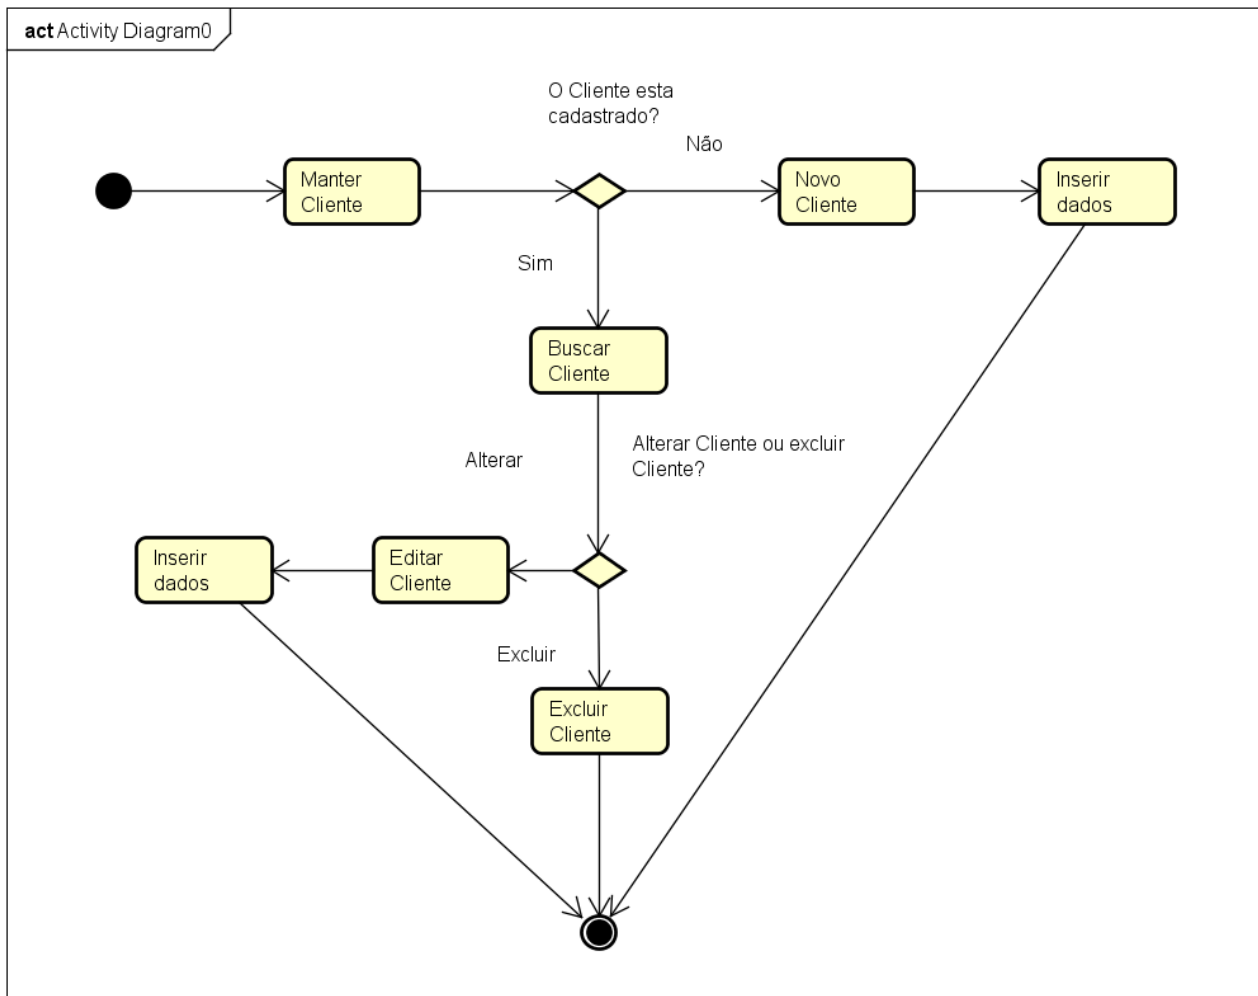 act Activity Diagram0
O Cliente esta
cadastrado?
Não
Manter
Cliente
Novo
Cliente
Inserir
dados
Sim
Buscar
Cliente
Alterar
Alterar Cliente ou excluir
Cliente?
Inserir
dados
Editar
Cliente
Excluir
Excluir
Cliente